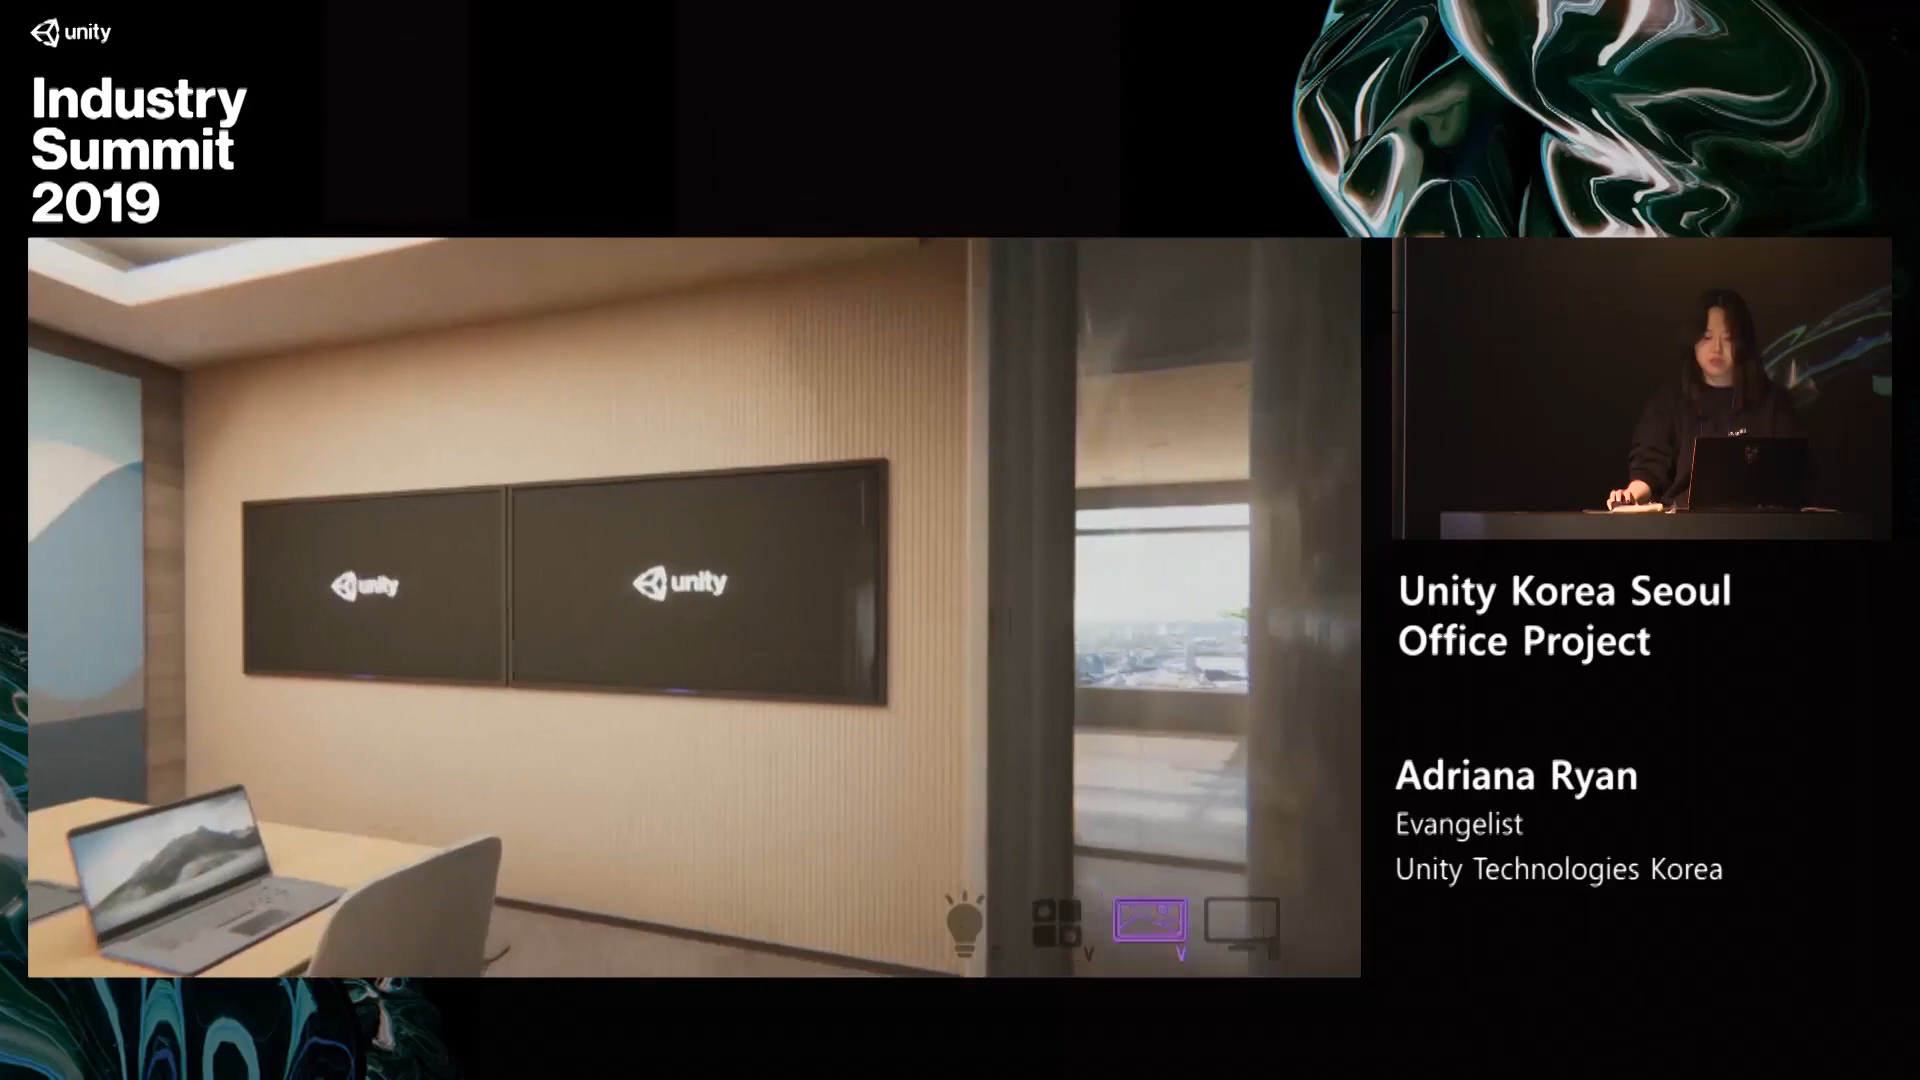 unity
Industry
Summit
2019
unity
unity
V
V
Unity Korea Seoul
Office Project
Adriana Ryan
Evangelist
Unity Technologies Korea